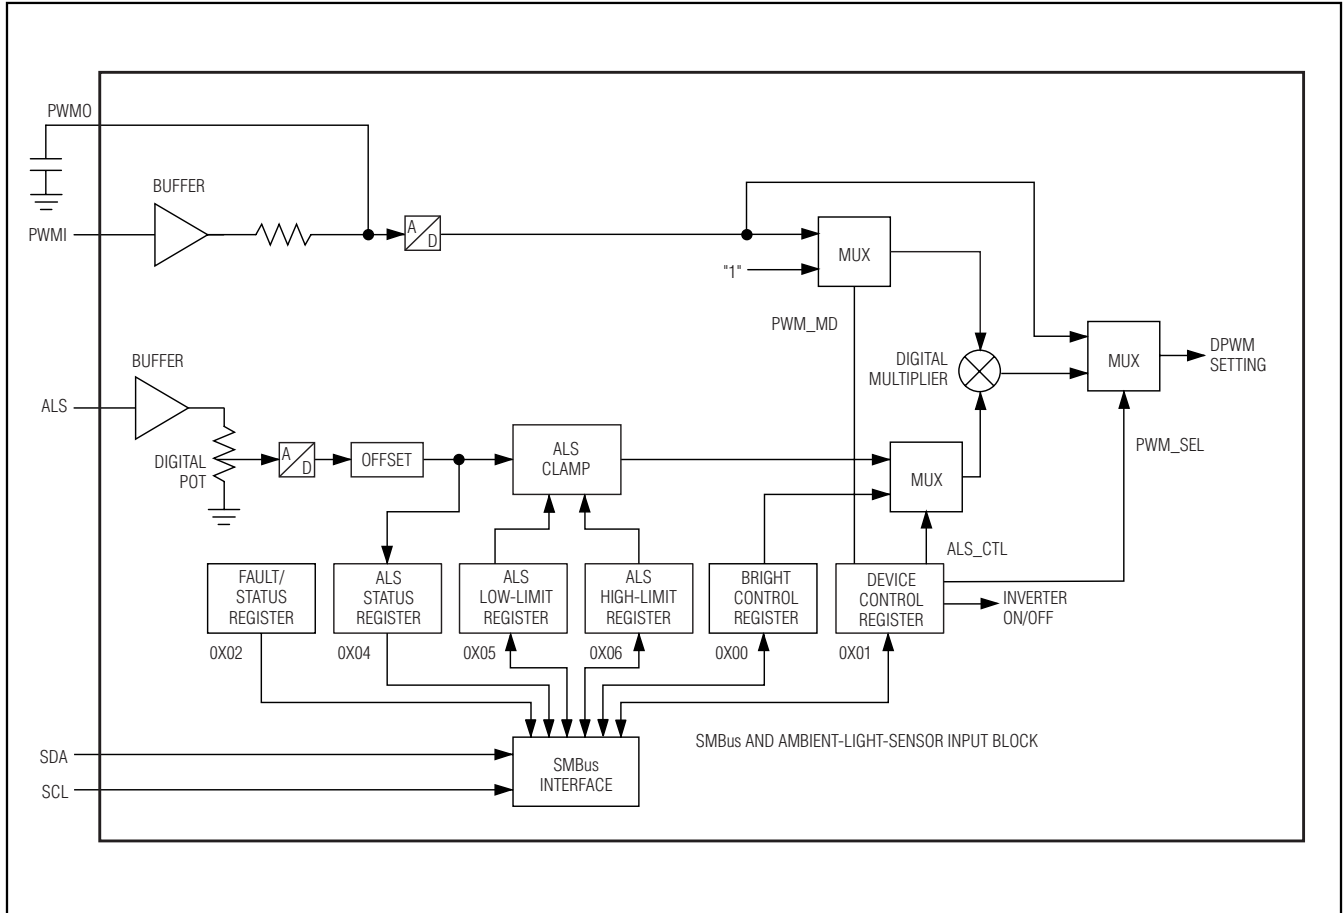 PWMO
BUFFER
PWMI
A
D
MUX
"1"
PWM_MD
BUFFER
DIGITAL
MULTIPLIER
MUX
DPWM
SETTING
ALS
DIGITAL
POT
A
D
OFFSET
ALS
CLAMP
MUX
PWM_SEL
ALS_CTL
FAULT/
STATUS
REGISTER
ALS
STATUS
REGISTER
ALS
LOW-LIMIT
REGISTER
ALS
HIGH-LIMIT
REGISTER
BRIGHT
CONTROL
REGISTER
DEVICE
CONTROL
REGISTER
INVERTER
ON/OFF
0X02
0X04
0X05
0X06
0X00
0X01
SMBus AND AMBIENT-LIGHT-SENSOR INPUT BLOCK
SDA
SCL
SMBus
INTERFACE